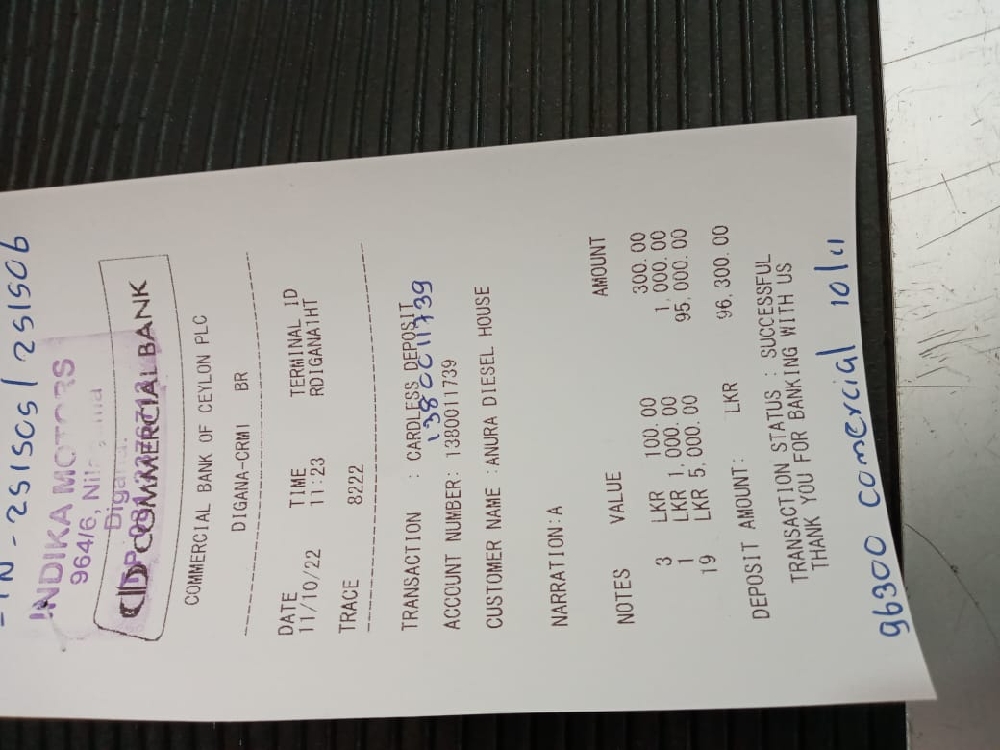 IN - 251505/251506
INDIKA MOTORS
964/6, Nil
Digana.
COMMERCIAL BANK
COMMERCIAL BANK OF CEYLON PLC
DIGANA-CRM1 BR
DATE TIME TERMINAL ID
11/10/22 11:23 RDIGANA1HT
TRACE 8222
TRANSACTION : CARDLESS DEPOSIT
1380011739
ACCOUNT NUMBER: 1380011739
CUSTOMER NAME :ANURA DIESEL HOUSE
NARRATION:A
NOTES VALUE AMOUNT
3 LKR 100.00 300.00
1 LKR 1,000.00 1,000.00
19 LKR 5,000.00 95,000.00
DEPOSIT AMOUNT: LKR 96,300.00
TRANSACTION STATUS : SUCCESSFUL
THANK YOU FOR BANKING WITH US
96300 comercial 10/11